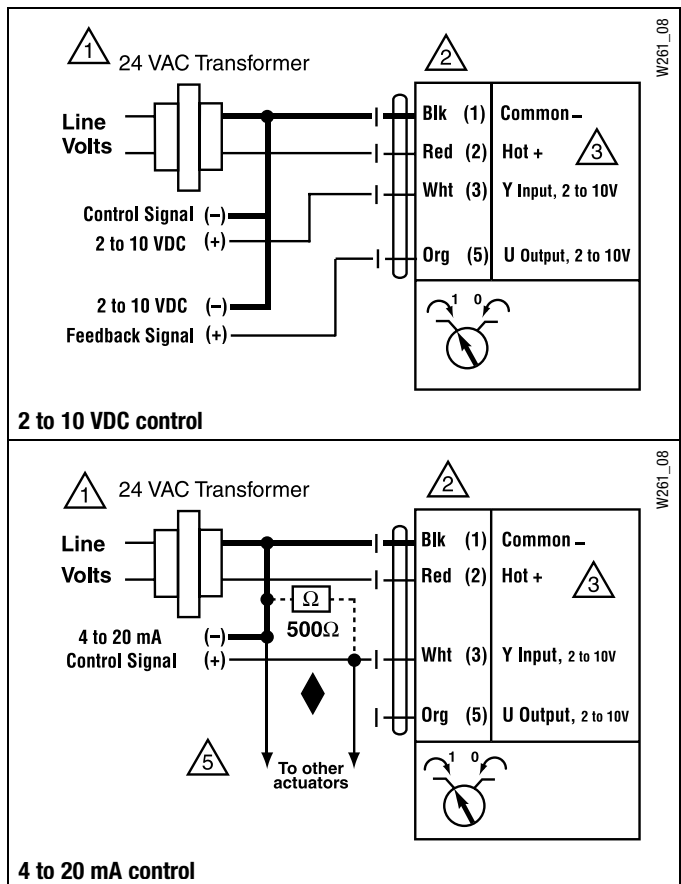 1 24 VAC Transformer
2
W261_08
Line
Volts
Blk (1) Common –
Red (2) Hot + 3
Wht (3) Y Input, 2 to 10V
Org (5) U Output, 2 to 10V
Control Signal (–)
2 to 10 VDC (+)
2 to 10 VDC (–)
Feedback Signal (+)
1 0
2 to 10 VDC control
1 24 VAC Transformer
2
W261_08
Line
Volts
Blk (1) Common –
Red (2) Hot + 3
Ω
500Ω
4 to 20 mA (–)
Control Signal (+)
Wht (3) Y Input, 2 to 10V
Org (5) U Output, 2 to 10V
5
To other
actuators
1 0
4 to 20 mA control